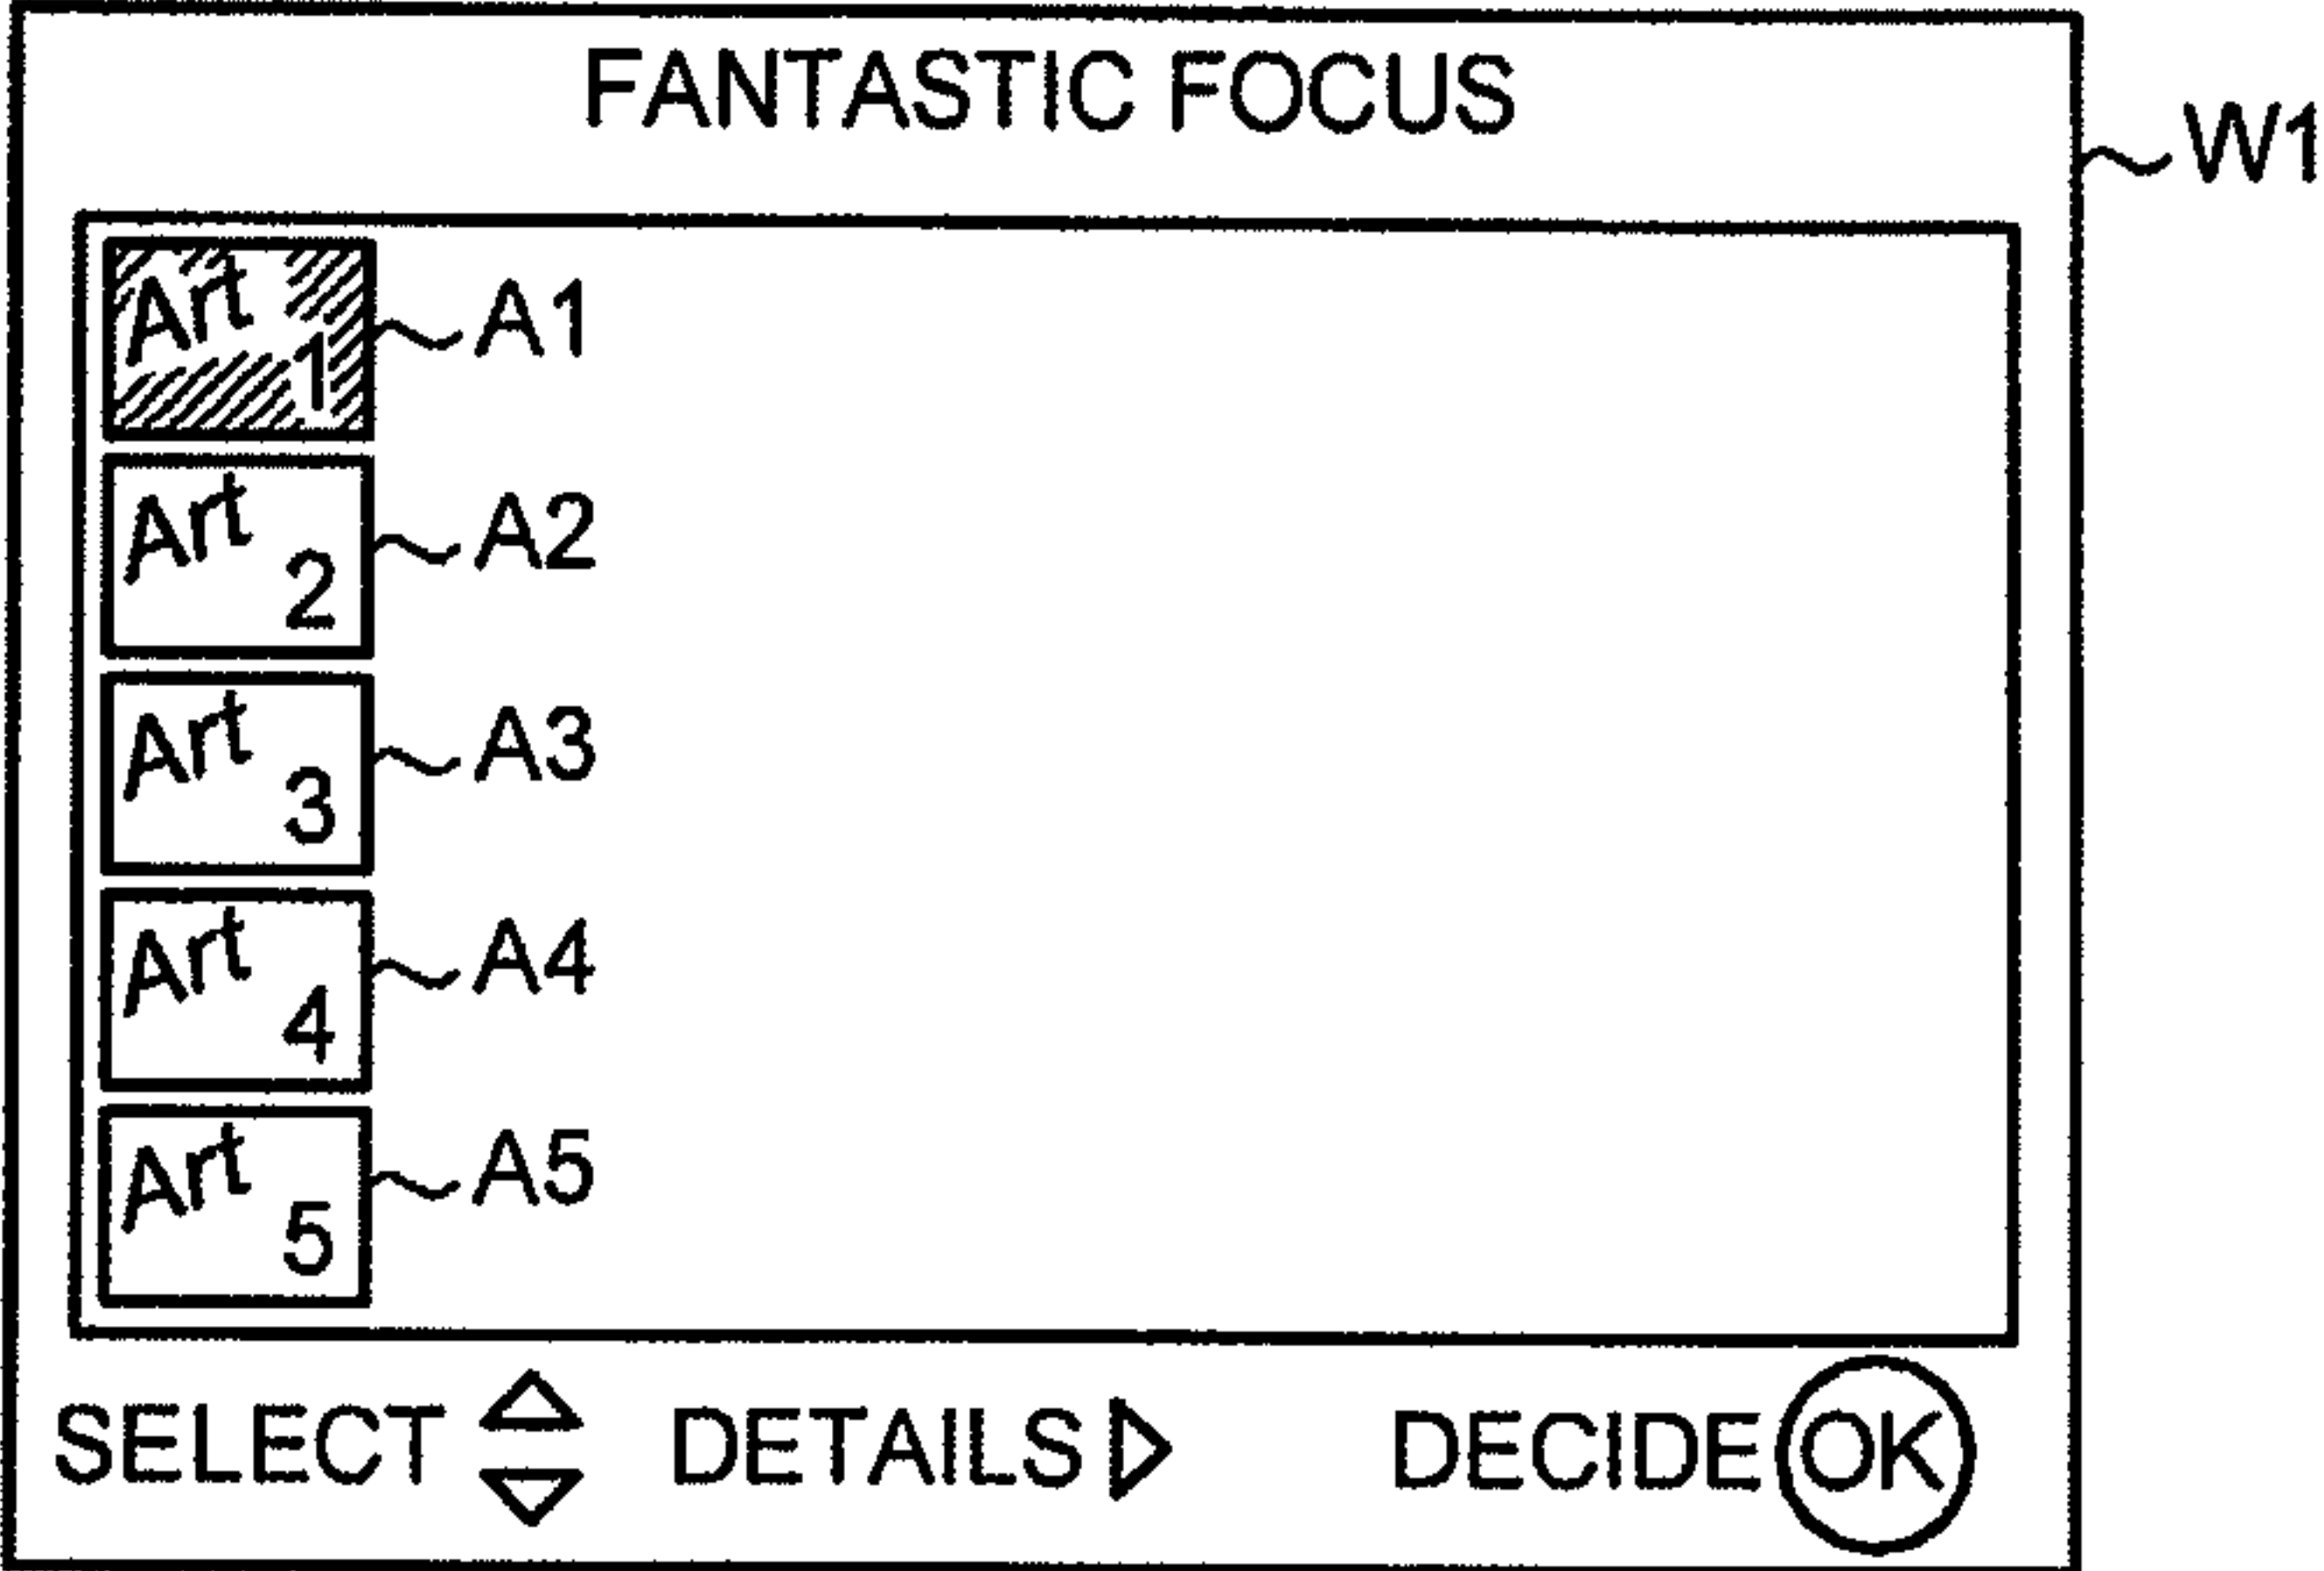 FANTASTIC FOCUS
W1
Art 1
A1
Art 2
A2
Art 3
A3
Art 4
A4
Art 5
A5
SELECT DETAILS DECIDE OK